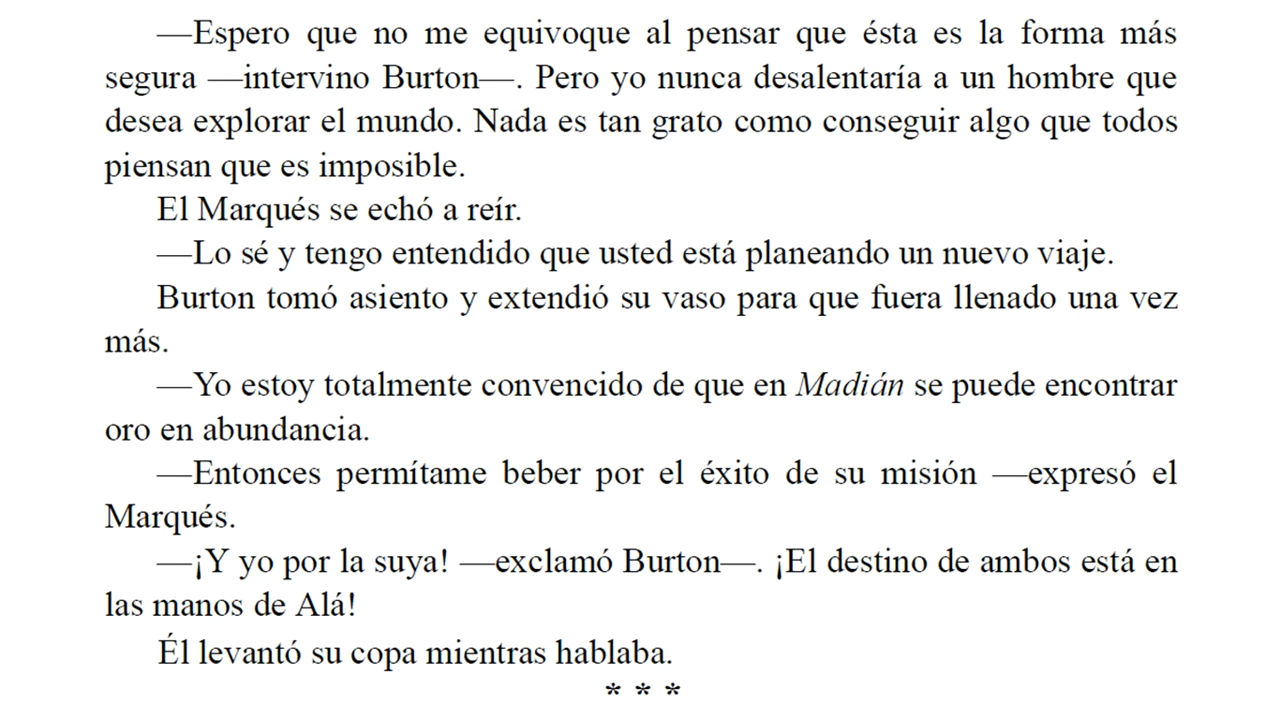 —Espero que no me equivoque al pensar que ésta es la forma más
segura —intervino Burton—. Pero yo nunca desalentaría a un hombre que
desea explorar el mundo. Nada es tan grato como conseguir algo que todos
piensan que es imposible.
El Marqués se echó a reír.
—Lo sé y tengo entendido que usted está planeando un nuevo viaje.
Burton tomó asiento y extendió su vaso para que fuera llenado una vez
más.
—Yo estoy totalmente convencido de que en Madián se puede encontrar
oro en abundancia.
—Entonces permítame beber por el éxito de su misión —expresó el
Marqués.
—¡Y yo por la suya! —exclamó Burton—. ¡El destino de ambos está en
las manos de Alá!
Él levantó su copa mientras hablaba.
* * *